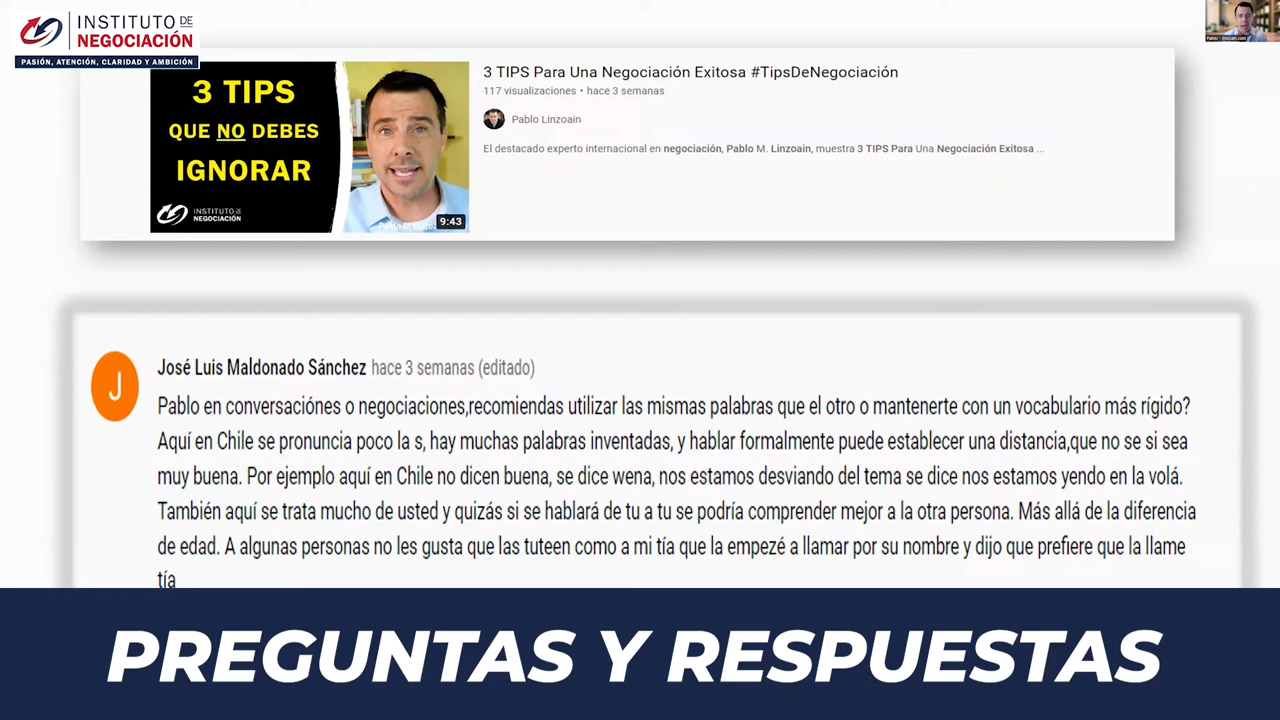 INSTITUTO DE
NEGOCIACIÓN
PASIÓN, ATENCIÓN, CLARIDAD Y AMBICIÓN
Pablo - linzoain.com
3 TIPS
QUE NO DEBES
IGNORAR
INSTITUTO DE
NEGOCIACIÓN
9:43
3 TIPS Para Una Negociación Exitosa #TipsDeNegociación
117 visualizaciones • hace 3 semanas
Pablo Linzoain
El destacado experto internacional en negociación, Pablo M. Linzoain, muestra 3 TIPS Para Una Negociación Exitosa ...
J
José Luis Maldonado Sánchez hace 3 semanas (editado)
Pablo en conversaciónes o negociaciones,recomiendas utilizar las mismas palabras que el otro o mantenerte con un vocabulario más rígido?
Aquí en Chile se pronuncia poco la s, hay muchas palabras inventadas, y hablar formalmente puede establecer una distancia,que no se si sea
muy buena. Por ejemplo aquí en Chile no dicen buena, se dice wena, nos estamos desviando del tema se dice nos estamos yendo en la volá.
También aquí se trata mucho de usted y quizás si se hablará de tu a tu se podría comprender mejor a la otra persona. Más allá de la diferencia
de edad. A algunas personas no les gusta que las tuteen como a mi tía que la empezé a llamar por su nombre y dijo que prefiere que la llame
tía
PREGUNTAS Y RESPUESTAS